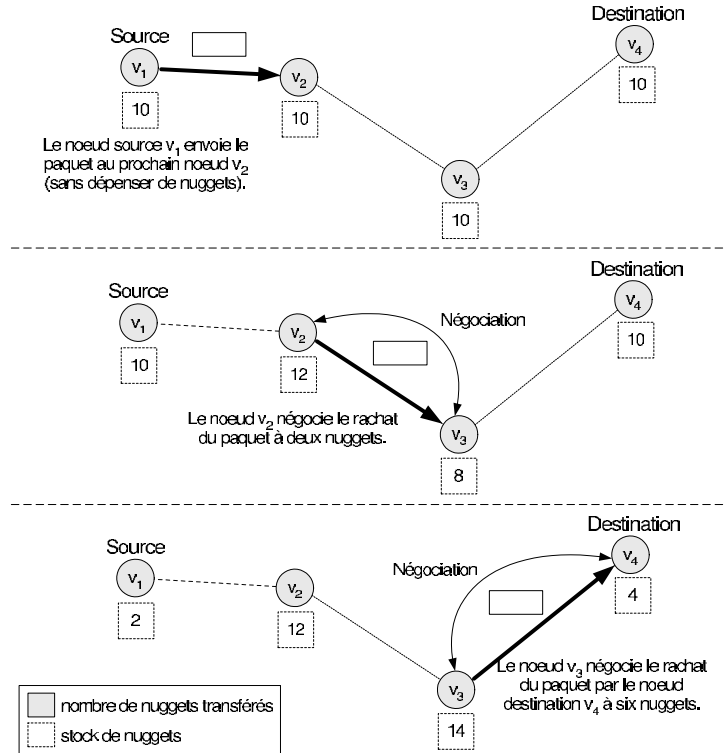 Source
v1
10
v2
10
v3
10
Destination
v4
10
Le noeud source v1 envoie le
paquet au prochain noeud v2
(sans dépenser de nuggets).
Source
v1
10
v2
12
Négociation
v3
8
Destination
v4
10
Le noeud v2 négocie le rachat
du paquet à deux nuggets.
Source
v1
2
v2
12
Négociation
v3
14
Destination
v4
4
Le noeud v3 négocie le rachat
du paquet par le noeud
destination v4 à six nuggets.
nombre de nuggets transférés
stock de nuggets